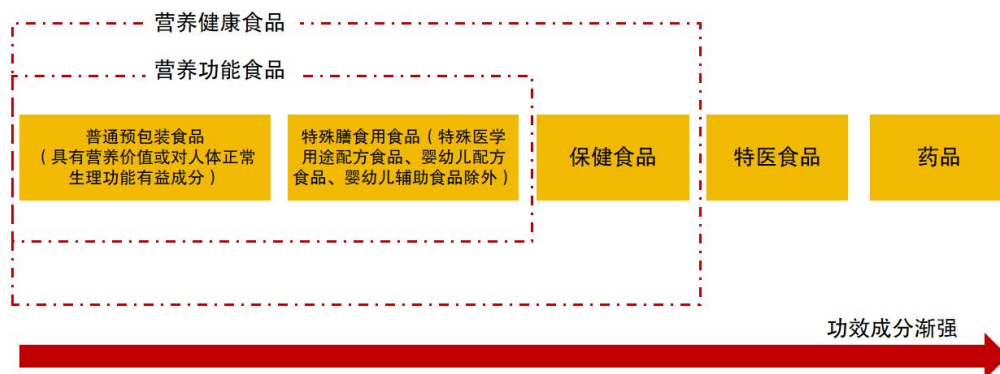 营养健康食品
营养功能食品
普通预包装食品
（具有营养价值或对人体正常
生理功能有益成分）
特殊膳食用食品（特殊医学
用途配方食品、婴幼儿配方
食品、婴幼儿辅助食品除外）
保健食品
特医食品
药品
功效成分渐强